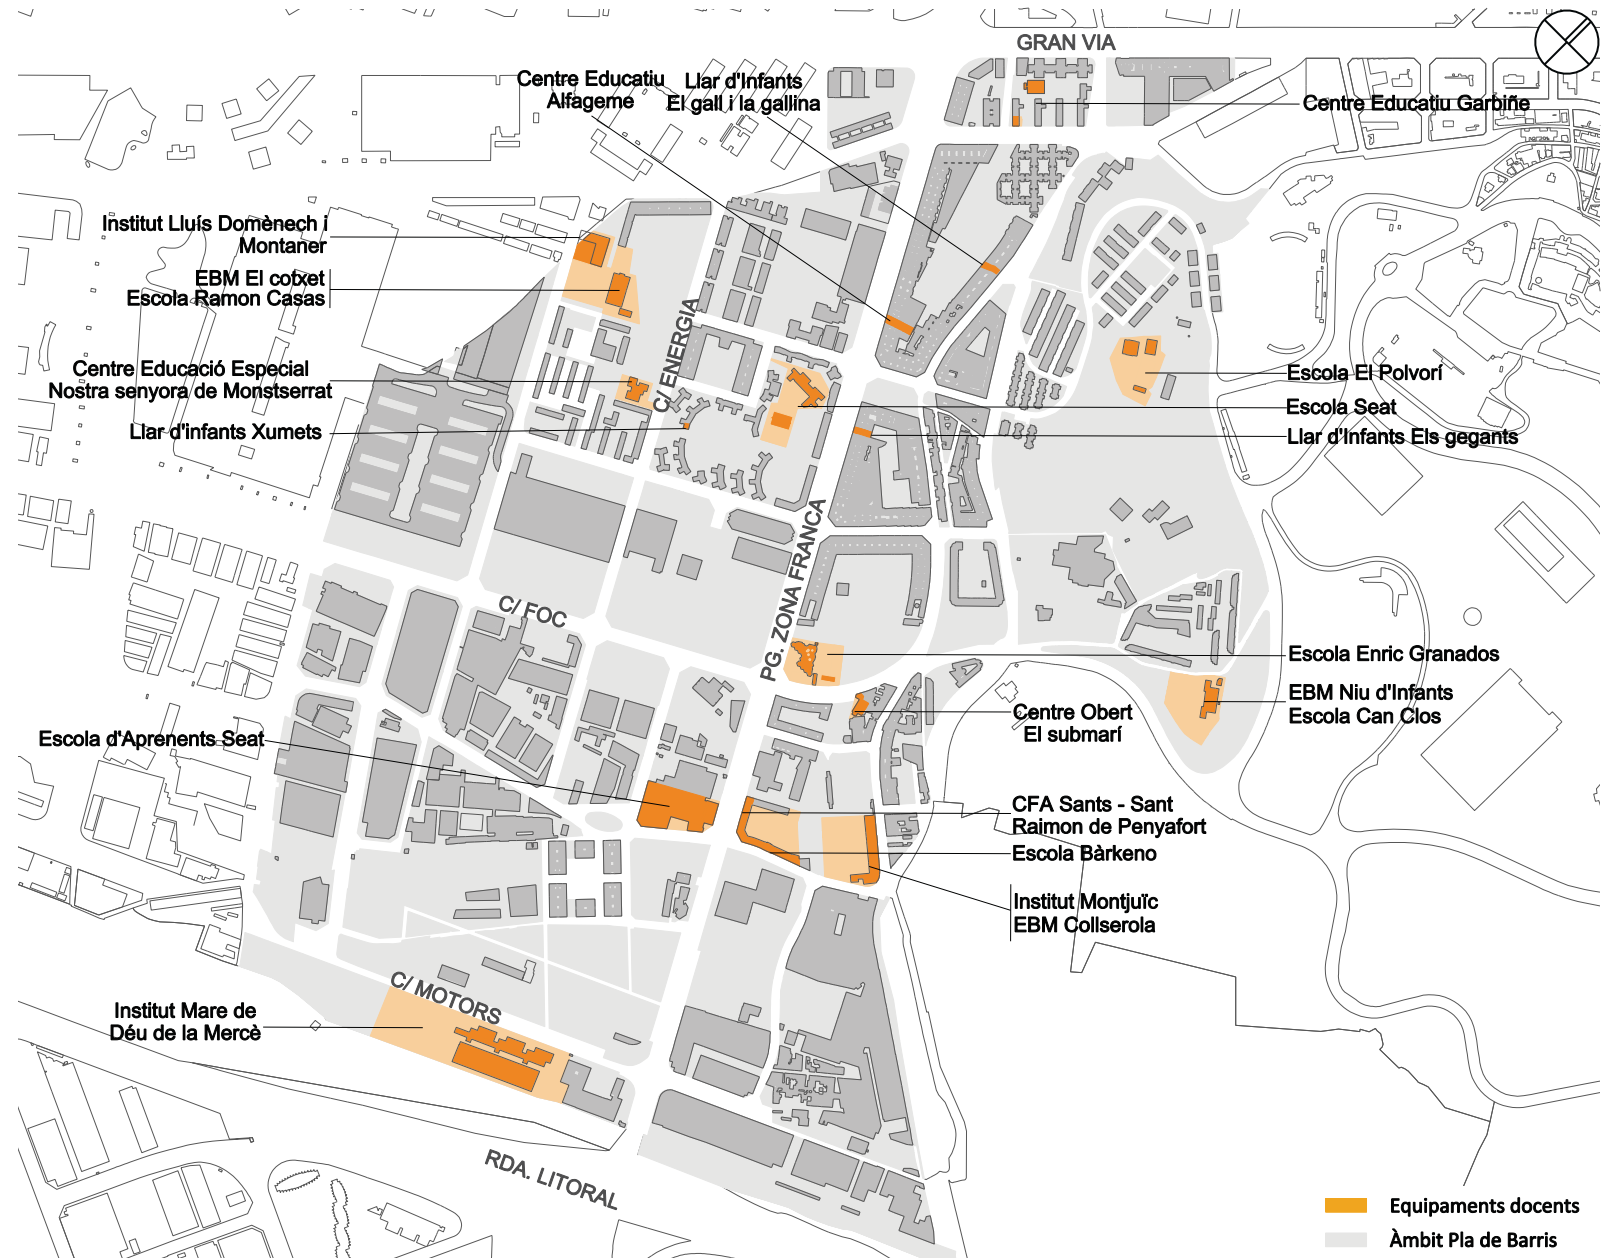 GRAN VIA
Centre Educatiu
Alfageme
Llar d'Infants
El gall i la gallina
Centre Educatiu Garbiñe
Institut Lluís Domènech i
Montaner
EBM El cotxet
Escola Ramon Casas
C/ ENERGIA
Centre Educació Especial
Nostra senyora de Monstserrat
Llar d'infants Xumets
Escola El Polvorí
Escola Seat
Llar d'Infants Els gegants
PG. ZONA FRANCA
C/ FOC
Escola Enric Granados
EBM Niu d'Infants
Escola Can Clos
Centre Obert
El submarí
Escola d'Aprenents Seat
CFA Sants - Sant
Raimon de Penyafort
Escola Bàrkeno
Institut Montjuïc
EBM Collserola
C/ MOTORS
Institut Mare de
Déu de la Mercè
RDA. LITORAL
Equipaments docents
Àmbit Pla de Barris